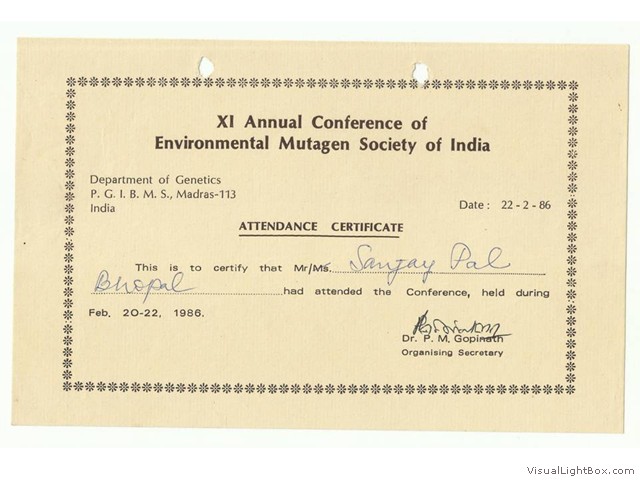 XI Annual Conference of
Environmental Mutagen Society of India
Department of Genetics
P. G. I. B. M. S., Madras-113
India
Date : 22 - 2 - 86
ATTENDANCE CERTIFICATE
This is to certify that Mr/Ms. Sanjay Pal
Bhopal had attended the Conference, held during
Feb. 20-22, 1986.
Dr. P. M. Gopinath
Organising Secretary
VisualLightBox.com